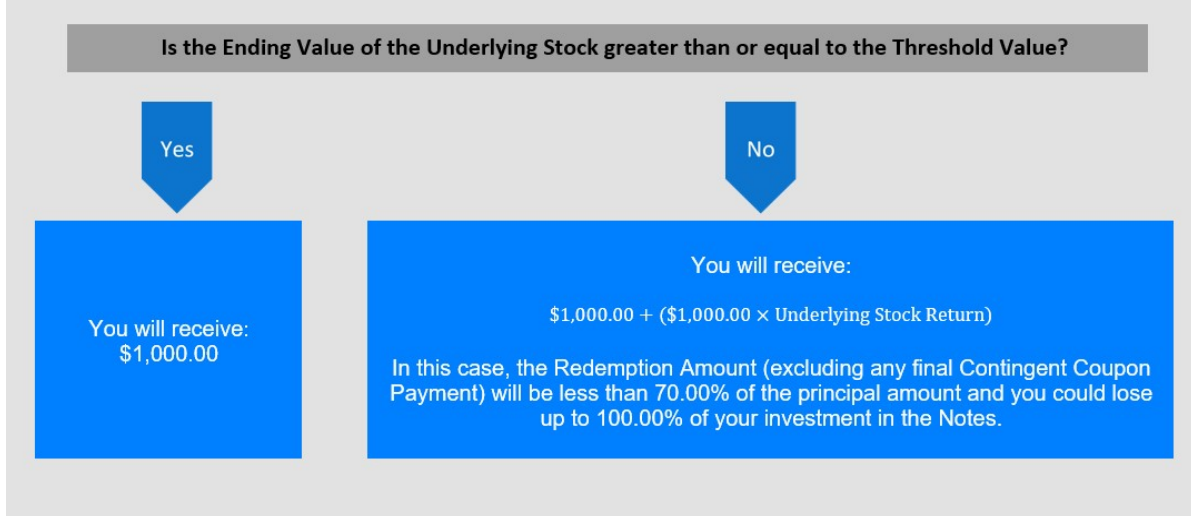 Is the Ending Value of the Underlying Stock greater than or equal to the Threshold Value?
Yes
No
You will receive:
$1,000.00
You will receive:
$1,000.00 + ($1,000.00 × Underlying Stock Return)
In this case, the Redemption Amount (excluding any final Contingent Coupon
Payment) will be less than 70.00% of the principal amount and you could lose
up to 100.00% of your investment in the Notes.